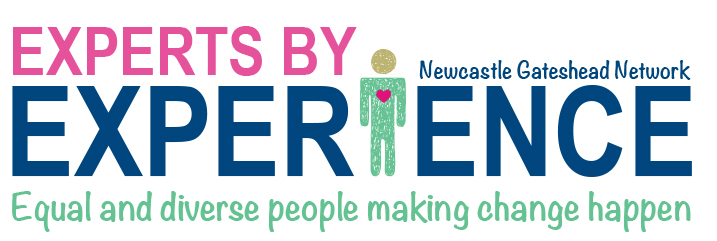 EXPERTS BY
Newcastle Gateshead Network
EXPERIENCE
Equal and diverse people making change happen